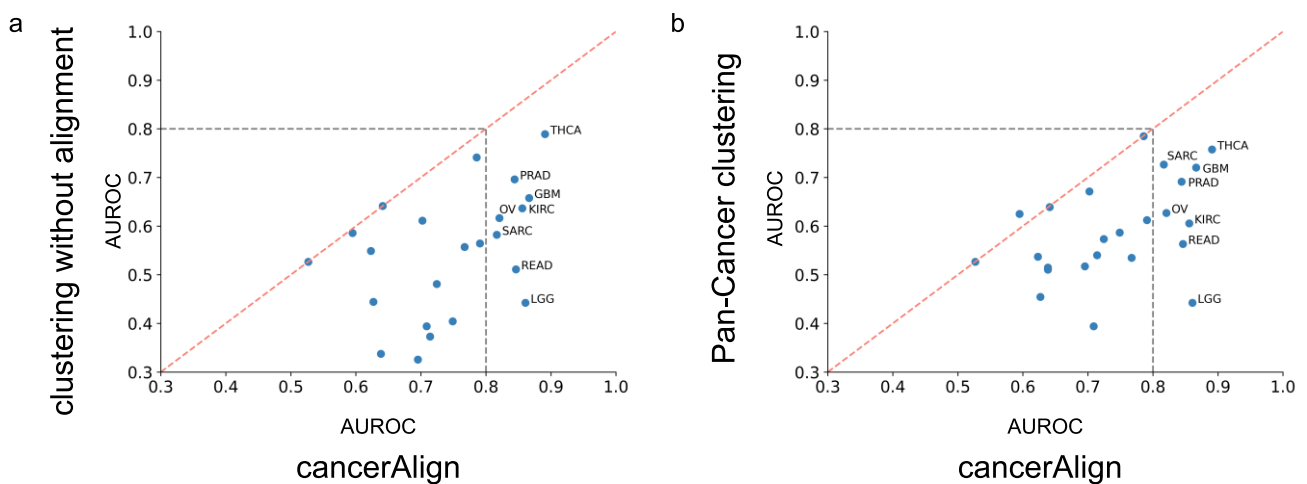 a
clustering without alignment
AUROC
1.0
0.9
0.8
0.7
0.6
0.5
0.4
0.3
THCA
PRAD
GBM
OV
KIRC
SARC
READ
LGG
0.3 0.4 0.5 0.6 0.7 0.8 0.9 1.0
AUROC
cancerAlign
b
Pan-Cancer clustering
AUROC
1.0
0.9
0.8
0.7
0.6
0.5
0.4
0.3
THCA
SARC
GBM
PRAD
OV
KIRC
READ
LGG
0.3 0.4 0.5 0.6 0.7 0.8 0.9 1.0
AUROC
cancerAlign